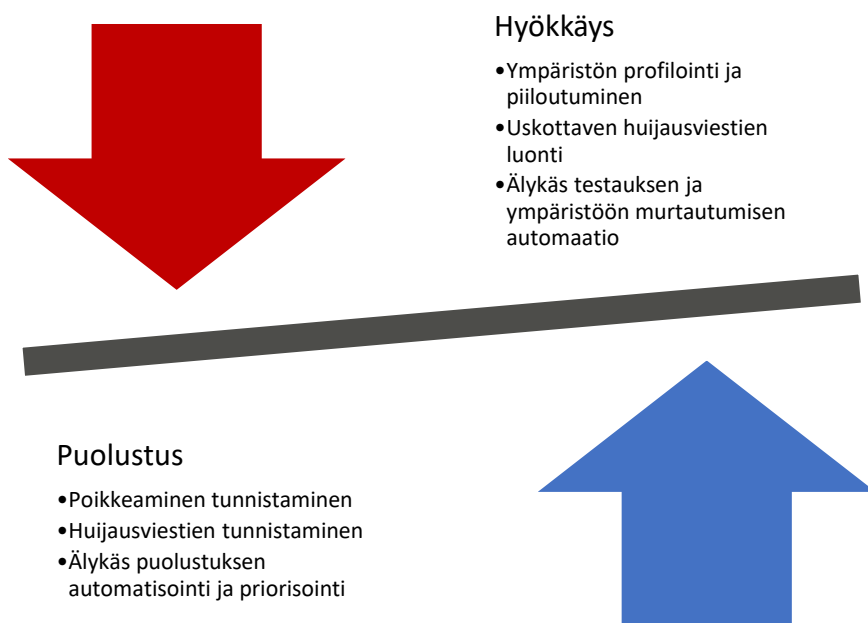 Hyökkäys
•Ympäristön profilointi ja
piiloutuminen
•Uskottaven huijausviestien
luonti
•Älykäs testauksen ja
ympäristöön murtautumisen
automaatio
Puolustus
•Poikkeaminen tunnistaminen
•Huijausviestien tunnistaminen
•Älykäs puolustuksen
automatisointi ja priorisointi